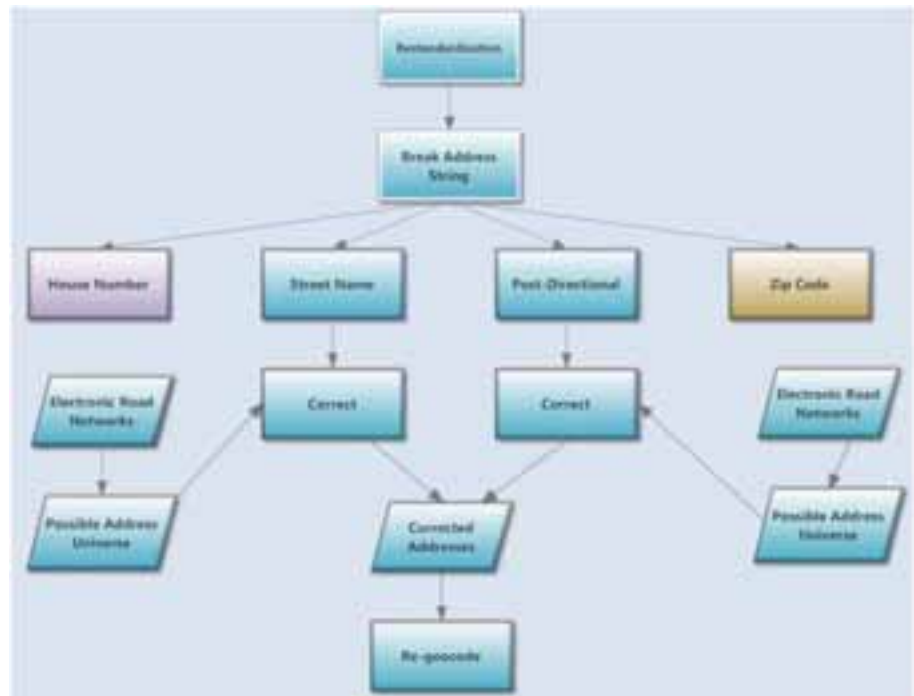 Restandardization
Break Address
String
House Number
Street Name
Post-Directional
Zip Code
Electronic Road
Networks
Correct
Correct
Electronic Road
Networks
Possible Address
Universe
Corrected
Addresses
Possible Address
Universe
Re-geocode